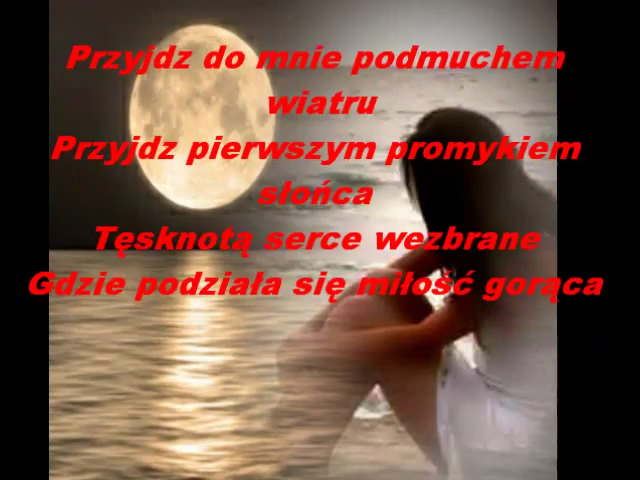 Przyjdz do mnie podmuchem
wiatru
Przyjdz pierwszym promykiem
słońca
Tęsknotą serce wezbrane
Gdzie podziała się miłość gorąca